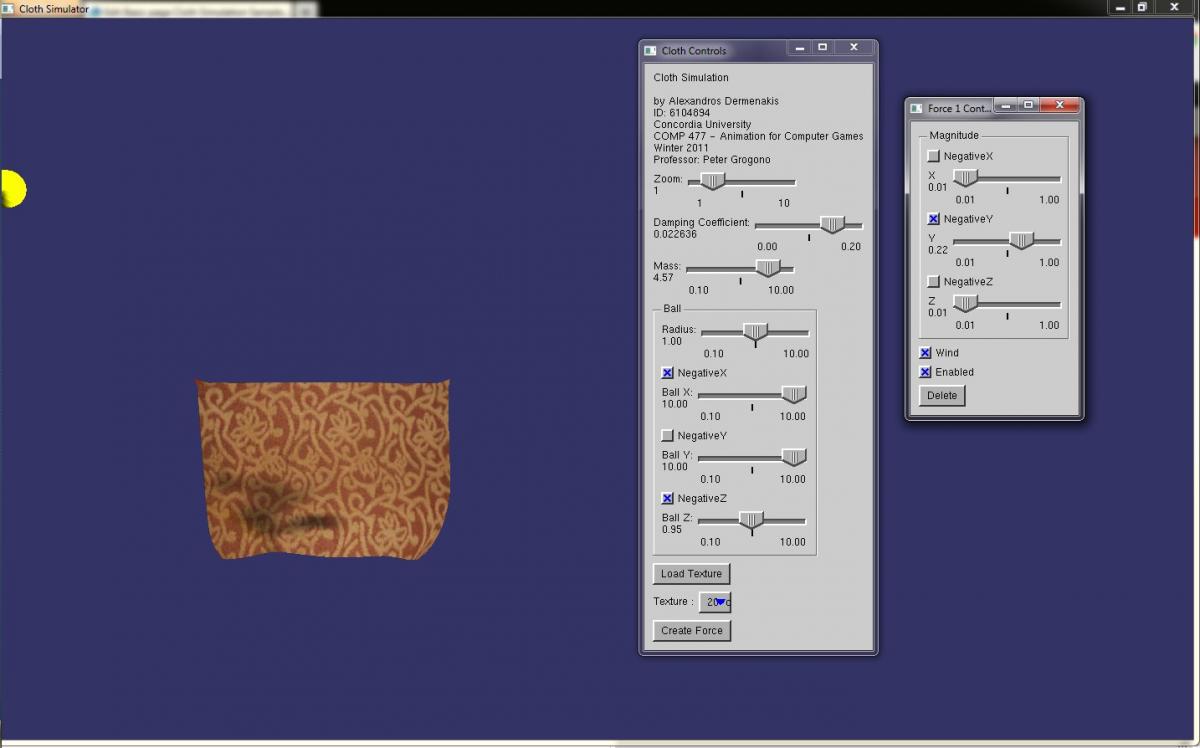 Cloth Simulator
Cloth Controls
Cloth Simulation
by Alexandros Dermenakis
ID: 6104894
Concordia University
COMP 477 - Animation for Computer Games
Winter 2011
Professor: Peter Grogono
Zoom:
1
1 10
Damping Coefficient:
0.022636
0.00 0.20
Mass:
4.57
0.10 10.00
Ball
Radius:
1.00
0.10 10.00
NegativeX
Ball X:
10.00
0.10 10.00
NegativeY
Ball Y:
10.00
0.10 10.00
NegativeZ
Ball Z:
0.95
0.10 10.00
Load Texture
Texture :
Create Force
Force 1 Cont...
Magnitude
NegativeX
X
0.01
0.01 1.00
NegativeY
Y
0.22
0.01 1.00
NegativeZ
Z
0.01
0.01 1.00
Wind
Enabled
Delete